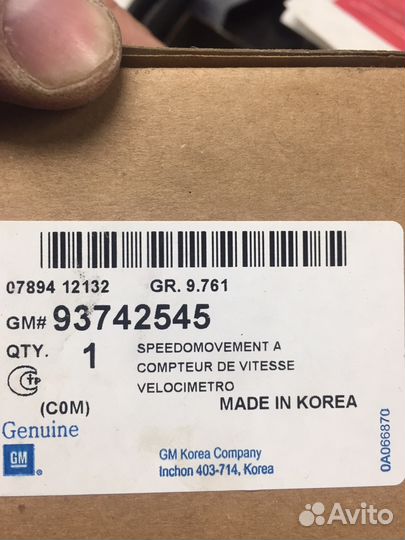 07894 12132 GR. 9.761
GM# 93742545
QTY. 1 SPEEDOMOVEMENT A
COMPTEUR DE VITESSE
VELOCIMETRO
(COM) MADE IN KOREA
Genuine
GM
GM Korea Company
Inchon 403-714, Korea
0A066870
Avito